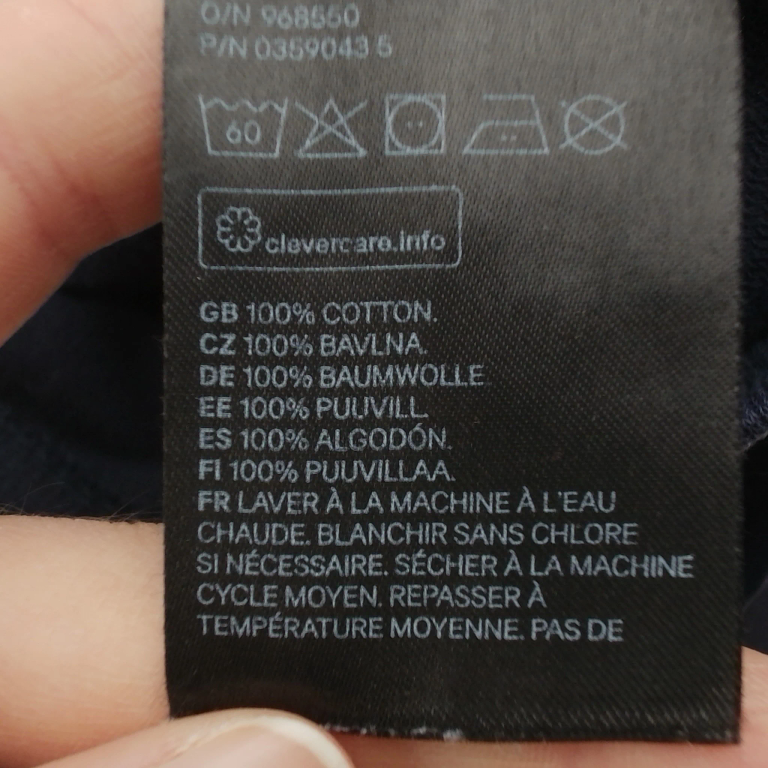 O/N 968550
P/N 0359043 5
60
clevercare.info
GB 100% COTTON.
CZ 100% BAVLNA.
DE 100% BAUMWOLLE
EE 100% PUUVILL
ES 100% ALGODÓN.
FI 100% PUUVILLAA.
FR LAVER À LA MACHINE À L'EAU
CHAUDE. BLANCHIR SANS CHLORE
SI NÉCESSAIRE. SÉCHER À LA MACHINE
CYCLE MOYEN. REPASSER À
TEMPÉRATURE MOYENNE. PAS DE